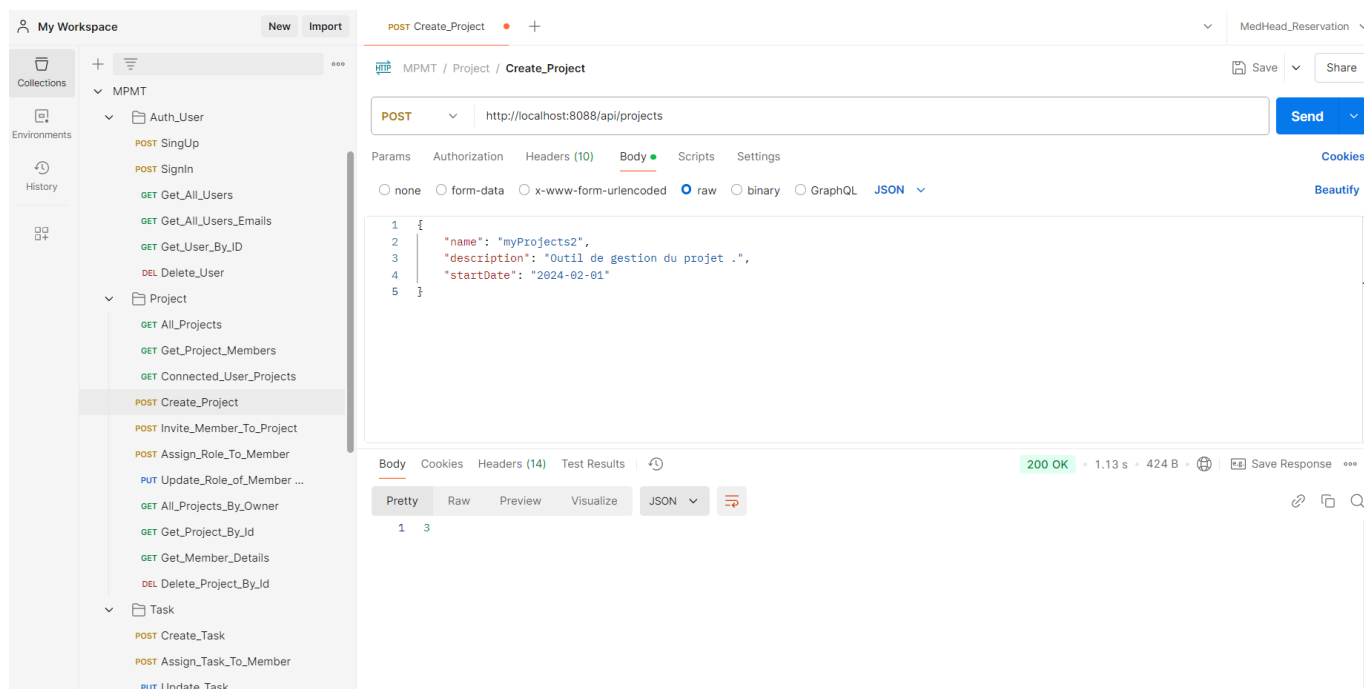 My Workspace New Import
POST Create_Project
MedHead_Reservation
Collections
Environments
History
MPMT
Auth_User
POST SingUp
POST SignIn
GET Get_All_Users
GET Get_All_Users_Emails
GET Get_User_By_ID
DEL Delete_User
Project
GET All_Projects
GET Get_Project_Members
GET Connected_User_Projects
POST Create_Project
POST Invite_Member_To_Project
POST Assign_Role_To_Member
PUT Update_Role_of_Member ...
GET All_Projects_By_Owner
GET Get_Project_By_Id
GET Get_Member_Details
DEL Delete_Project_By_Id
Task
POST Create_Task
POST Assign_Task_To_Member
PUT Update_Task
HTTP MPMT / Project / Create_Project Save Share
POST http://localhost:8088/api/projects Send
Params Authorization Headers (10) Body Scripts Settings Cookies
none form-data x-www-form-urlencoded raw binary GraphQL JSON Beautify
1 {
2 "name": "myProjects2",
3 "description": "Outil de gestion du projet .",
4 "startDate": "2024-02-01"
5 }
Body Cookies Headers (14) Test Results 200 OK 1.13 s 424 B e.g. Save Response
Pretty Raw Preview Visualize JSON
1 3